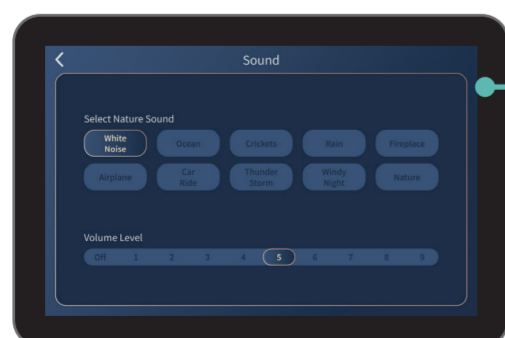 Sound
Select Nature Sound
White Noise Ocean Crickets Rain Fireplace
Airplane Car Ride Thunder Storm Windy Night Nature
Volume Level
Off 1 2 3 4 5 6 7 8 9